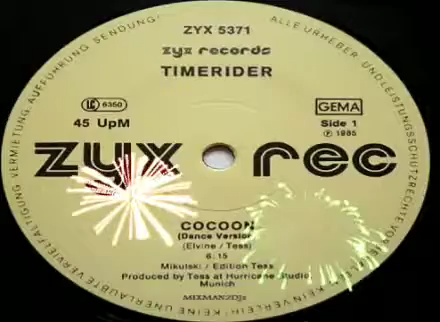 ZYX 5371
zyx records
TIMERIDER
LC 6350
GEMA
45 UpM
Side 1
Ⓟ 1985
zyx rec
COCOON
(Dance Version
(Elvine / Tess)
6:15
Mikulski / Edition Tess
Produced by Tess at Hurricane Studio
Munich
MIXMAN2DJ's
ALLE URHEBER- UND LEISTUNGSSCHUTZRECHTE VORBEHALTEN
KEIN VERLEIH! KEINE UNERLAUBTE VERVIELFÄLTIGUNG, VERMIETUNG, AUFFÜHRUNG, SENDUNG!